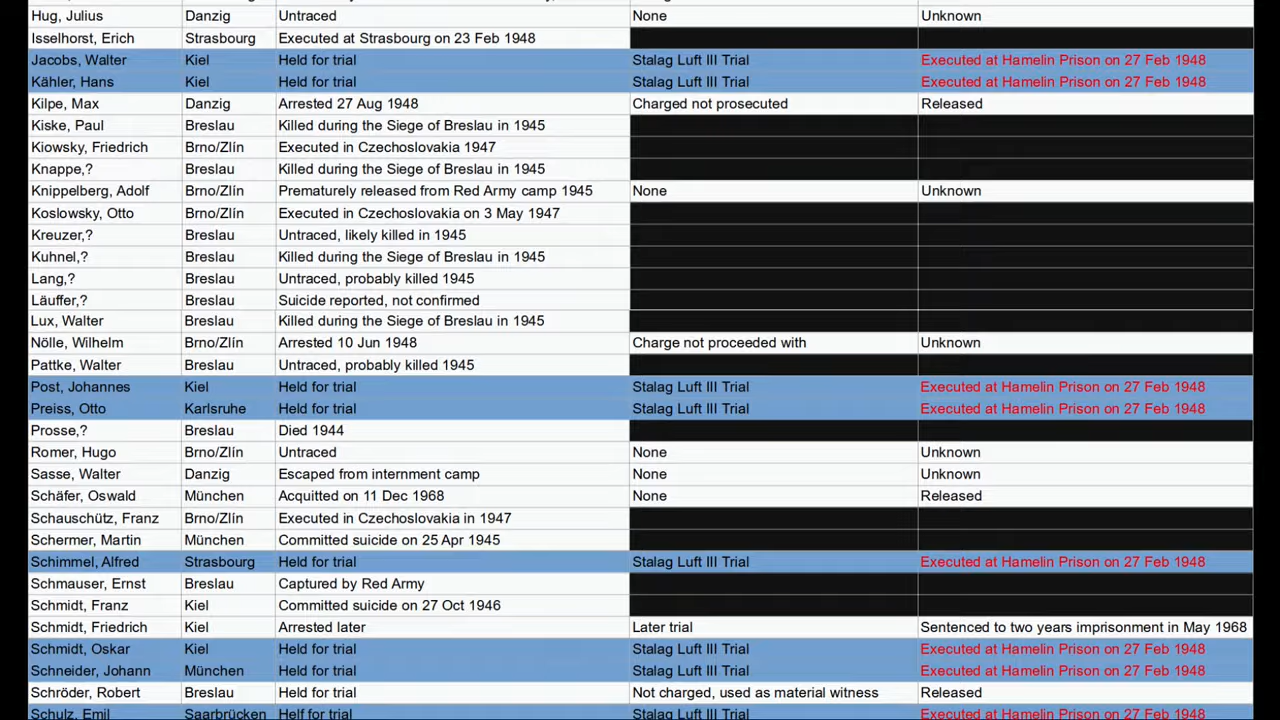 Hug, Julius Danzig Untraced None Unknown
Isselhorst, Erich Strasbourg Executed at Strasbourg on 23 Feb 1948
Jacobs, Walter Kiel Held for trial Stalag Luft III Trial Executed at Hamelin Prison on 27 Feb 1948
Kähler, Hans Kiel Held for trial Stalag Luft III Trial Executed at Hamelin Prison on 27 Feb 1948
Kilpe, Max Danzig Arrested 27 Aug 1948 Charged not prosecuted Released
Kiske, Paul Breslau Killed during the Siege of Breslau in 1945
Kiowsky, Friedrich Brno/Zlín Executed in Czechoslovakia 1947
Knappe,? Breslau Killed during the Siege of Breslau in 1945
Knippelberg, Adolf Brno/Zlín Prematurely released from Red Army camp 1945 None Unknown
Koslowsky, Otto Brno/Zlín Executed in Czechoslovakia on 3 May 1947
Kreuzer,? Breslau Untraced, likely killed in 1945
Kuhnel,? Breslau Killed during the Siege of Breslau in 1945
Lang,? Breslau Untraced, probably killed 1945
Läuffer,? Breslau Suicide reported, not confirmed
Lux, Walter Breslau Killed during the Siege of Breslau in 1945
Nölle, Wilhelm Brno/Zlín Arrested 10 Jun 1948 Charge not proceeded with Unknown
Pattke, Walter Breslau Untraced, probably killed 1945
Post, Johannes Kiel Held for trial Stalag Luft III Trial Executed at Hamelin Prison on 27 Feb 1948
Preiss, Otto Karlsruhe Held for trial Stalag Luft III Trial Executed at Hamelin Prison on 27 Feb 1948
Prosse,? Breslau Died 1944
Romer, Hugo Brno/Zlín Untraced None Unknown
Sasse, Walter Danzig Escaped from internment camp None Unknown
Schäfer, Oswald München Acquitted on 11 Dec 1968 None Released
Schauschütz, Franz Brno/Zlín Executed in Czechoslovakia in 1947
Schermer, Martin München Committed suicide on 25 Apr 1945
Schimmel, Alfred Strasbourg Held for trial Stalag Luft III Trial Executed at Hamelin Prison on 27 Feb 1948
Schmauser, Ernst Breslau Captured by Red Army
Schmidt, Franz Kiel Committed suicide on 27 Oct 1946
Schmidt, Friedrich Kiel Arrested later Later trial Sentenced to two years imprisonment in May 1968
Schmidt, Oskar Kiel Held for trial Stalag Luft III Trial Executed at Hamelin Prison on 27 Feb 1948
Schneider, Johann München Held for trial Stalag Luft III Trial Executed at Hamelin Prison on 27 Feb 1948
Schröder, Robert Breslau Held for trial Not charged, used as material witness Released
Schulz, Emil Saarbrücken Helf for trial Stalag Luft III Trial Executed at Hamelin Prison on 27 Feb 1948